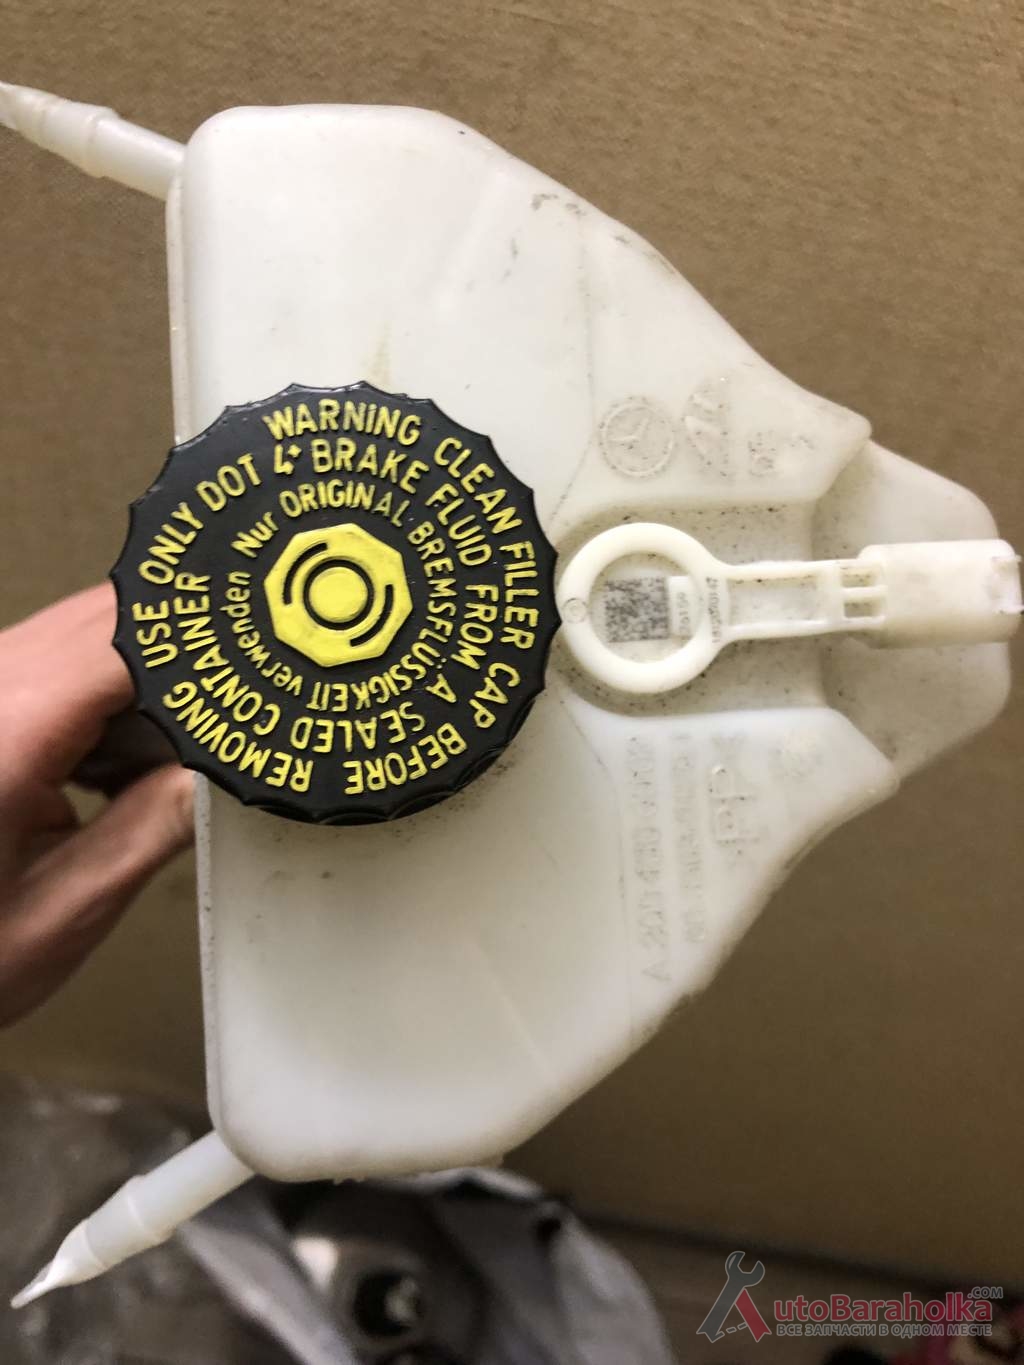 WARNiNG CLEAN FILLER CAP BEFORE REMOVING
USE ONLY DOT 4+ BRAKE FLUID FROM A SEALED CONTAINER
Nur ORIGINAL BREMSFLÜSSIGKEIT verwenden
AutoBaraholka.COM
ВСЕ ЗАПЧАСТИ В ОДНОМ МЕСТЕ